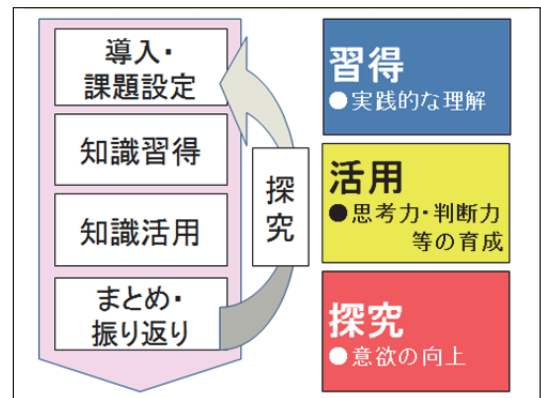 導入・
課題設定
知識習得
知識活用
まとめ・
振り返り
探究
習得
●実践的な理解
活用
●思考力・判断力
等の育成
探究
●意欲の向上